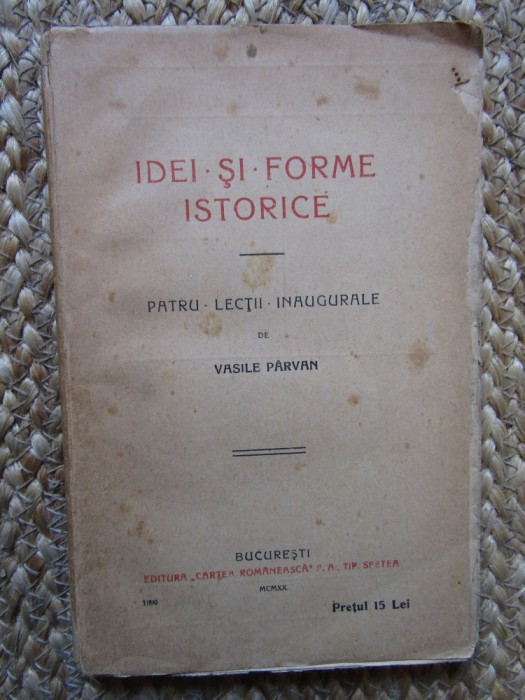 IDEI · ŞI · FORME
ISTORICE
PATRU · LECŢII · INAUGURALE
DE
VASILE PÂRVAN
BUCUREŞTI
EDITURA „CARTEA ROMÂNEASCĂ" S. A., TIP. SFETEA
MCMXX
Preţul 15 Lei